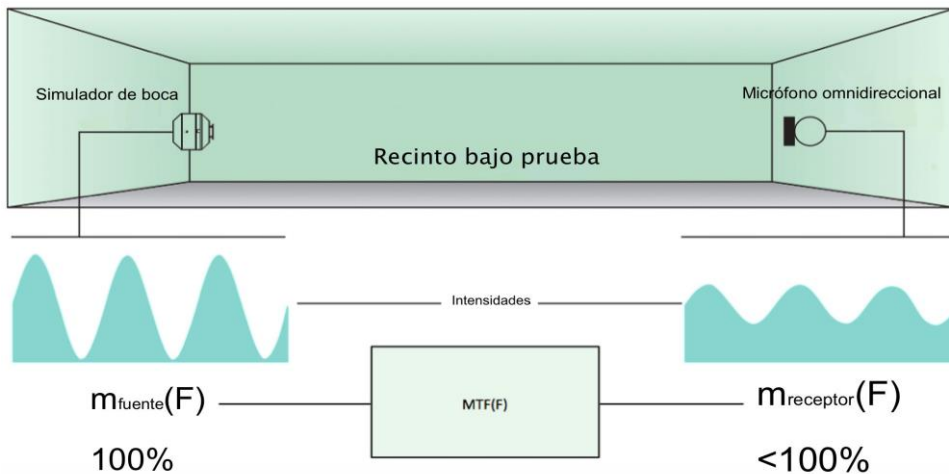 Simulador de boca
Micrófono omnidireccional
Recinto bajo prueba
Intensidades
mfuente(F)
MTF(F)
mreceptor(F)
100%
<100%